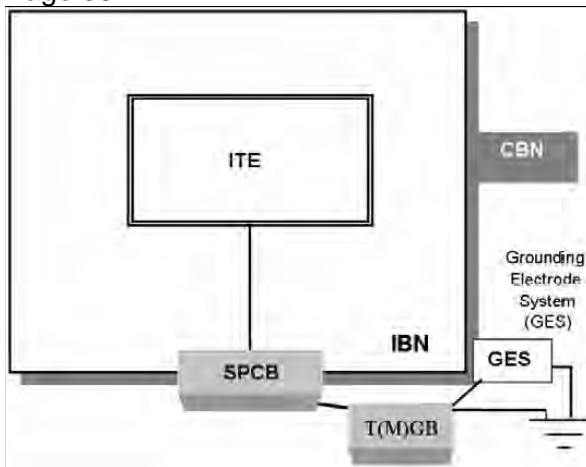 ITE
CBN
Grounding
Electrode
System
(GES)
IBN
GES
SPCB
T(M)GB